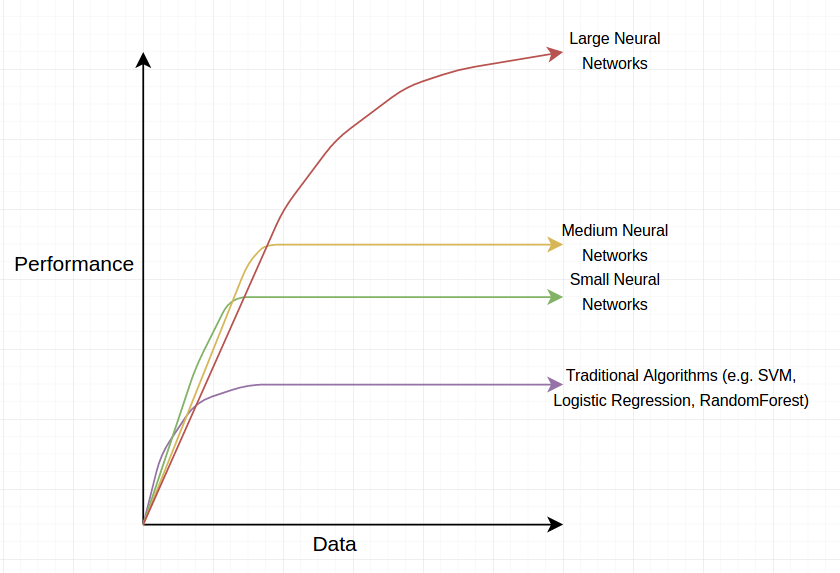 Large Neural
Networks
Performance
Medium Neural
Networks
Small Neural
Networks
Traditional Algorithms (e.g. SVM,
Logistic Regression, RandomForest)
Data